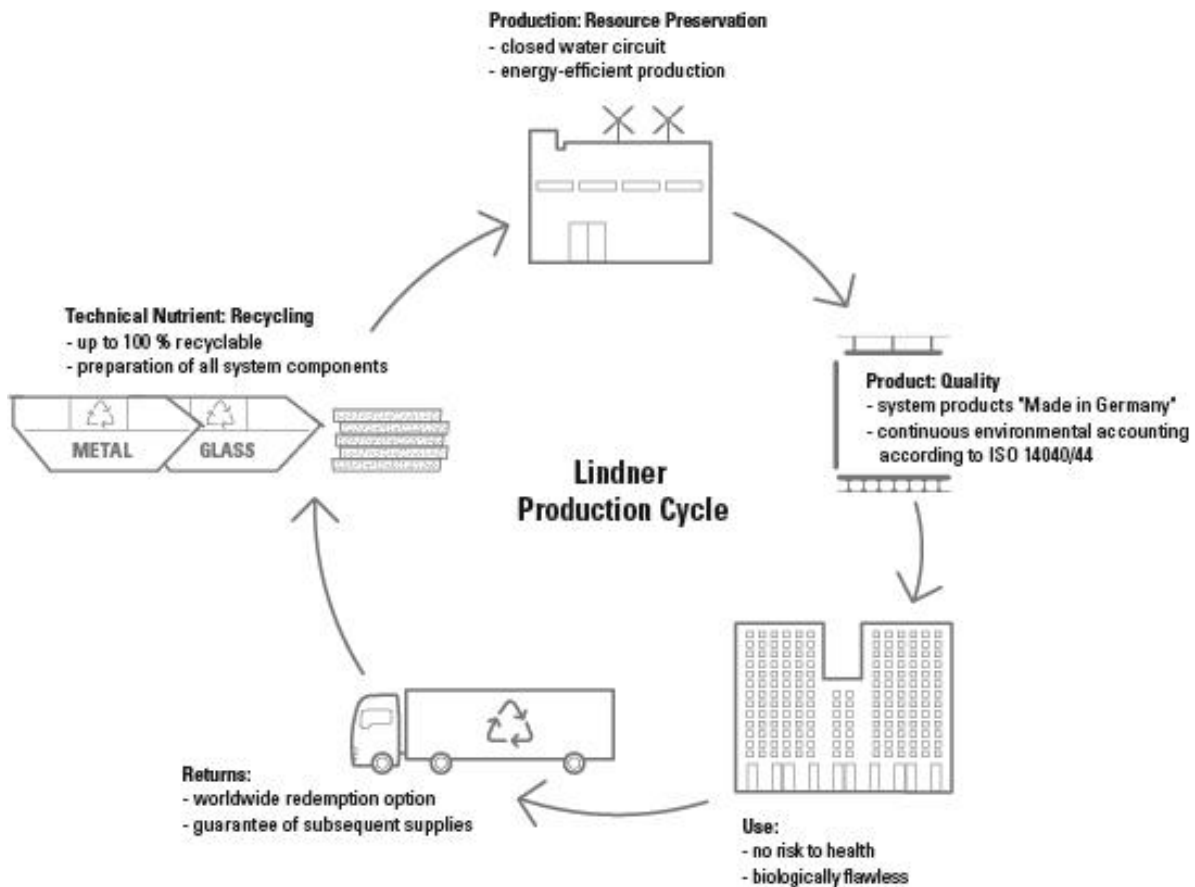 Production: Resource Preservation
- closed water circuit
- energy-efficient production
Technical Nutrient: Recycling
- up to 100 % recyclable
- preparation of all system components
METAL
GLASS
Product: Quality
- system products "Made in Germany"
- continuous environmental accounting
according to ISO 14040/44
Lindner
Production Cycle
Returns:
- worldwide redemption option
- guarantee of subsequent supplies
Use:
- no risk to health
- biologically flawless